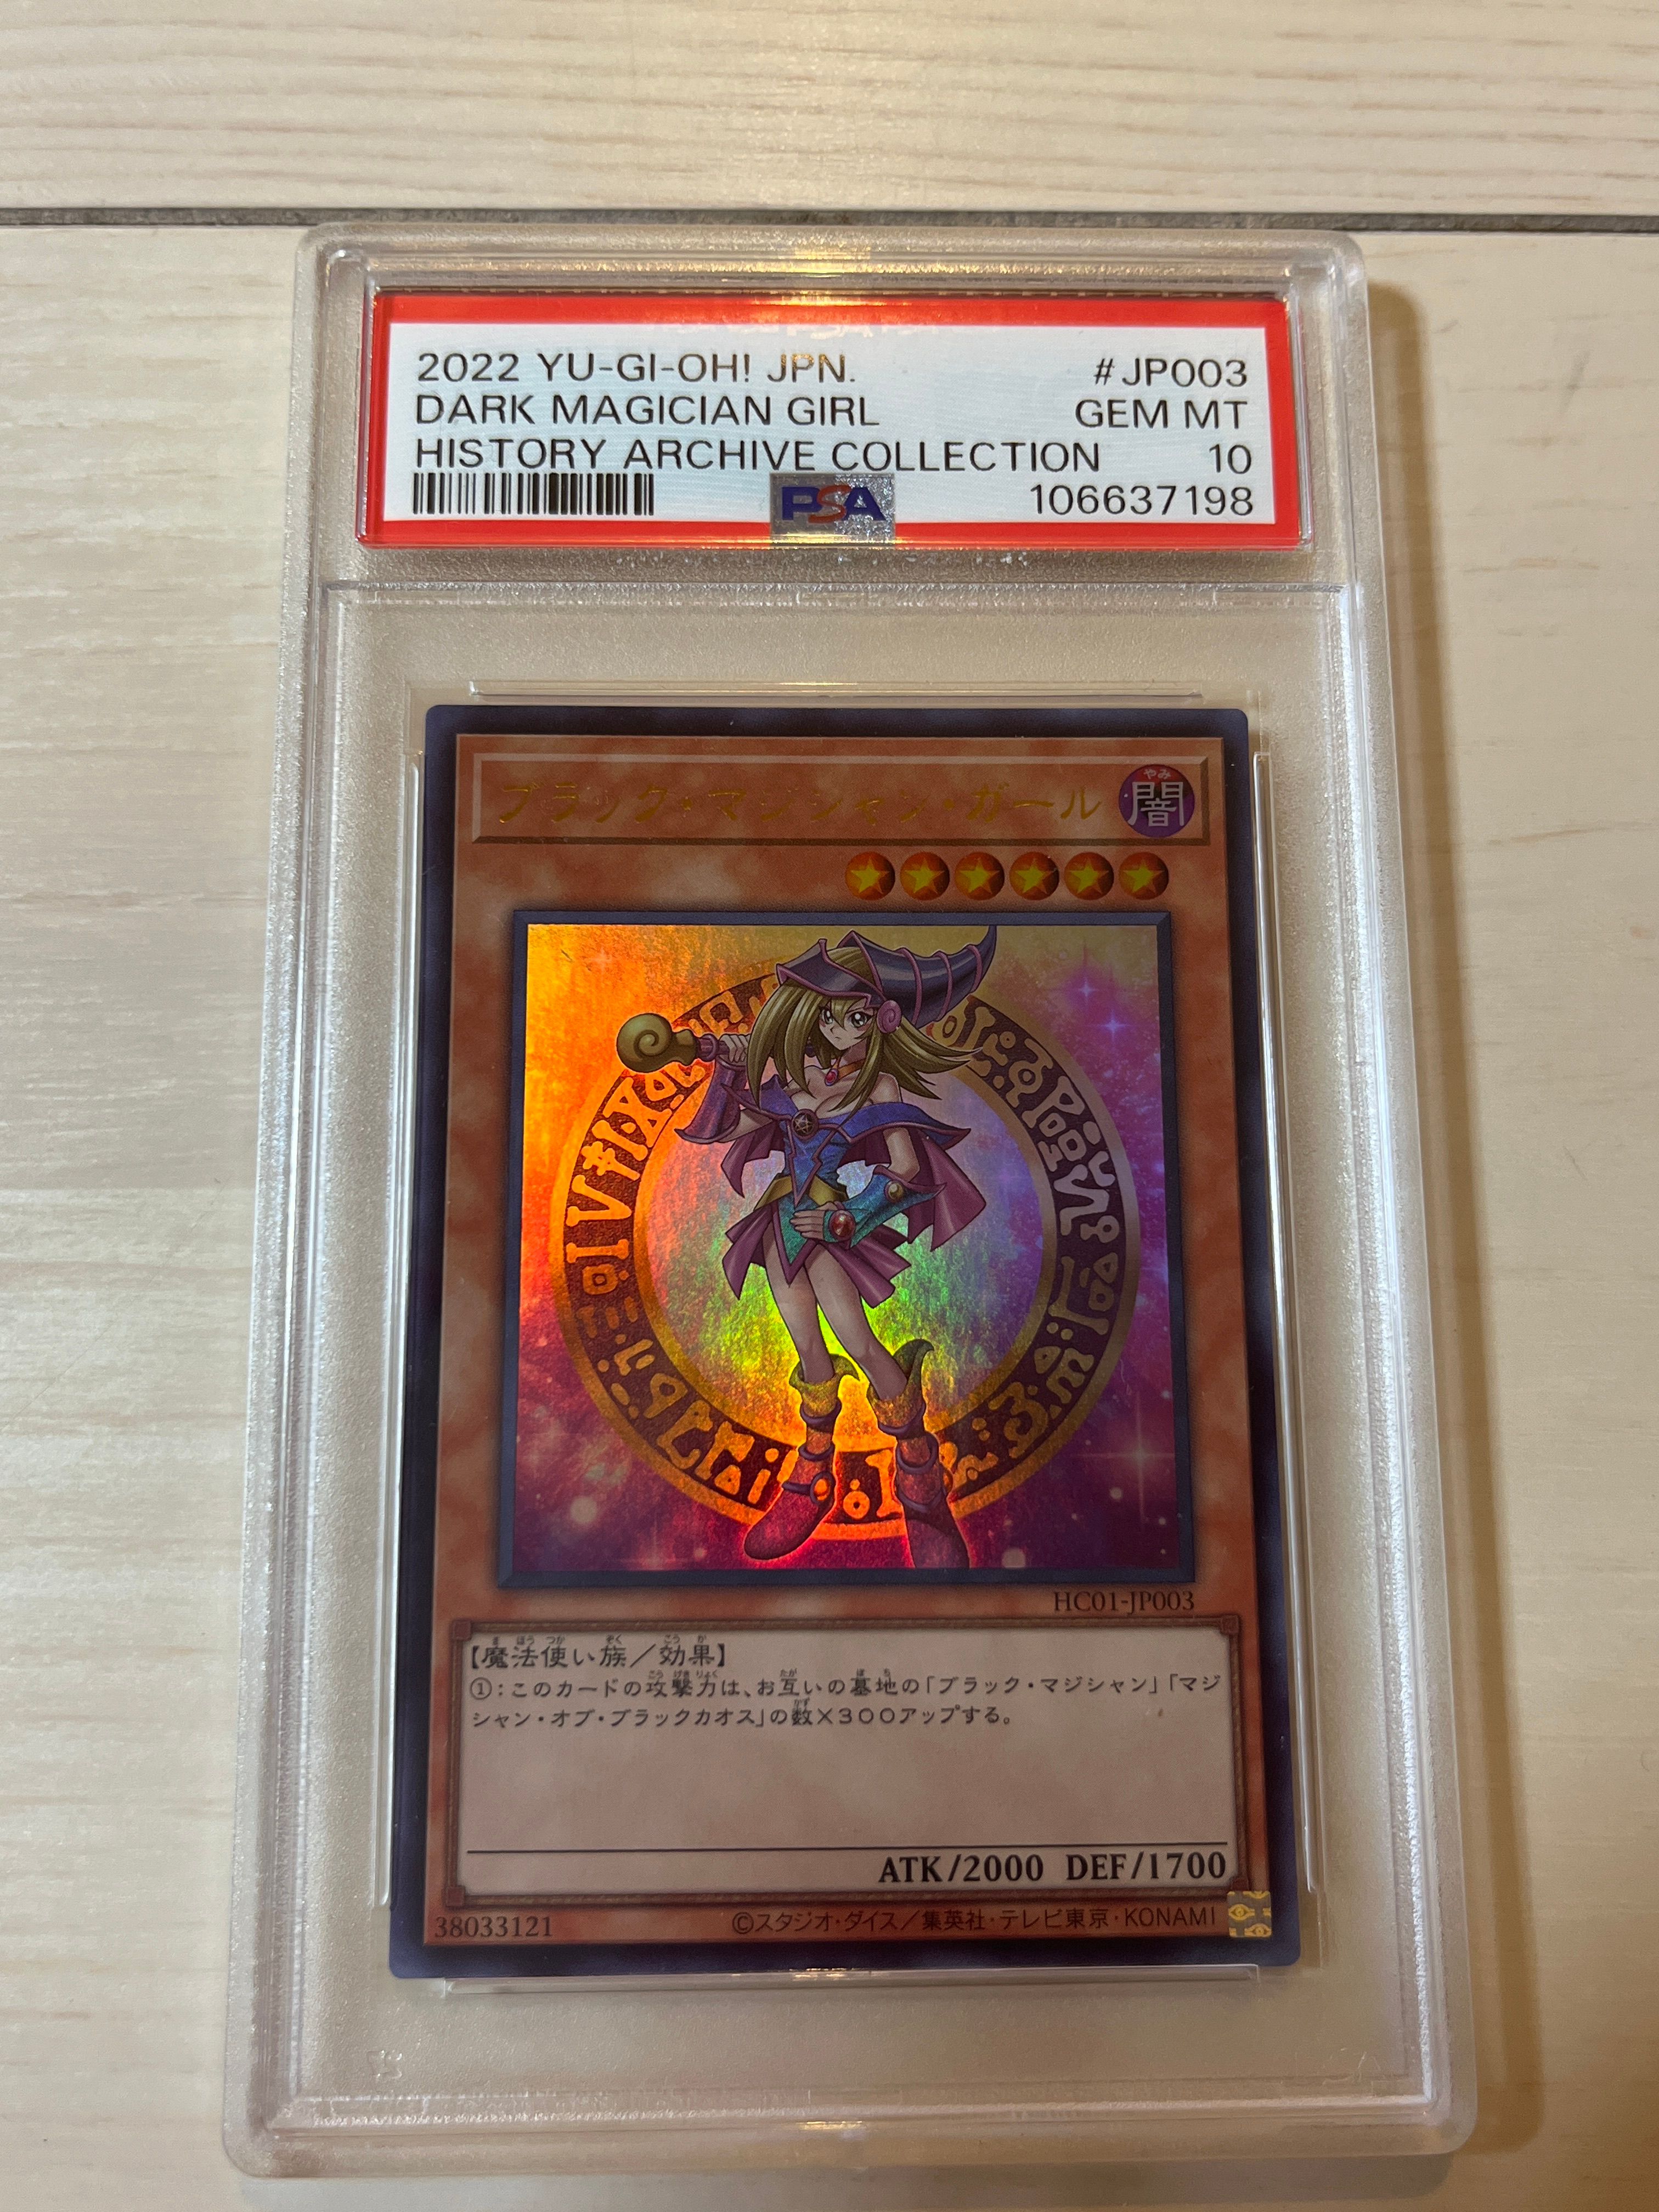 2022 YU-GI-OH! JPN. #JP003
DARK MAGICIAN GIRL GEM MT
HISTORY ARCHIVE COLLECTION 10
PSA 106637198
ブラック・マジシャン・ガール
やみ
闇
HC01-JP003
【魔法使い族／効果】
①：このカードの攻撃力は、お互いの墓地の「ブラック・マジシャン」「マジ
シャン・オブ・ブラックカオス」の数×300アップする。
ATK/2000 DEF/1700
38033121 ©スタジオ・ダイス／集英社・テレビ東京・KONAMI